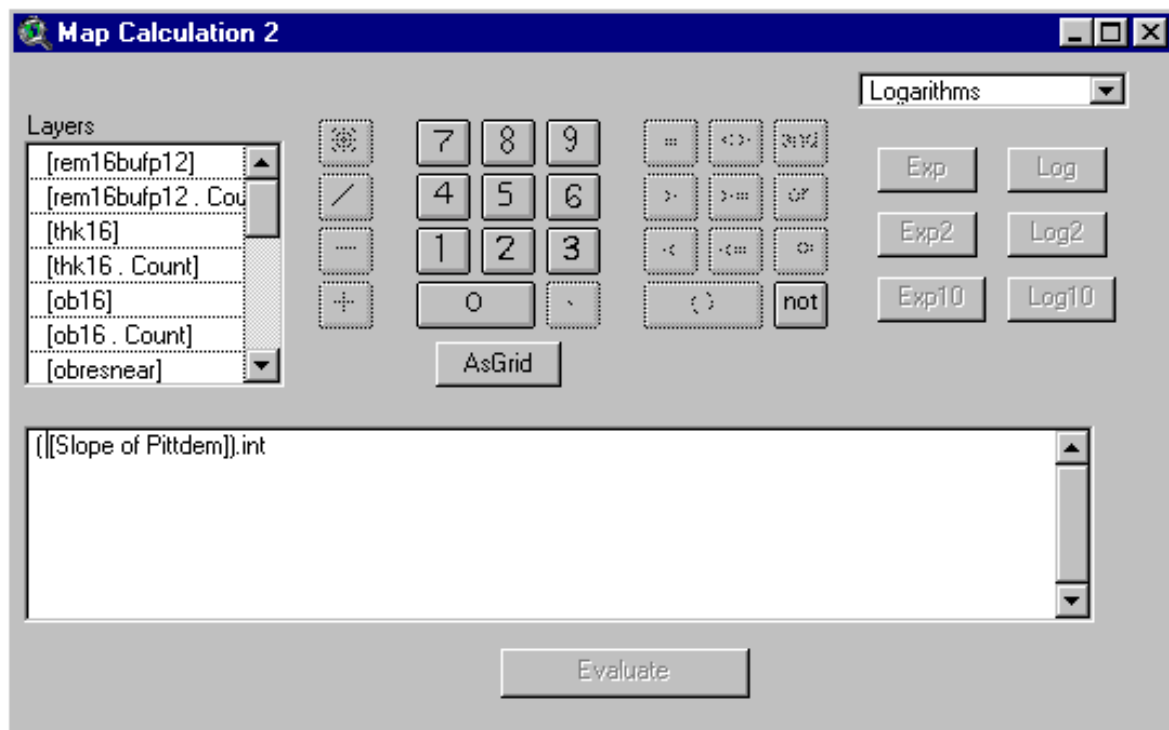 Map Calculation 2
Logarithms
Layers
[rem16bufp12]
[rem16bufp12 . Cou
[thk16]
[thk16 . Count]
[ob16]
[ob16 . Count]
[obresnear]
7 8 9
4 5 6
1 2 3
0
/
-
+
= <> and
> >= or
< <=
( ) not
AsGrid
Exp Log
Exp2 Log2
Exp10 Log10
([Slope of Pittdem]).int
Evaluate